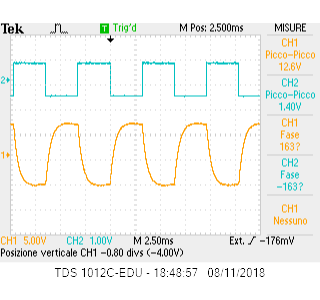 Tek Trig'd M Pos: 2.500ms MISURE
CH1
Picco-Picco
12.6V
CH2
Picco-Picco
1.40V
CH1
Fase
163?
CH2
Fase
-163?
CH1
Nessuno
2
1
CH1 5.00V CH2 1.00V M 2.50ms Ext. -176mV
Posizione verticale CH1 -0.80 divs (-4.00V)
TDS 1012C-EDU - 18:48:57 08/11/2018